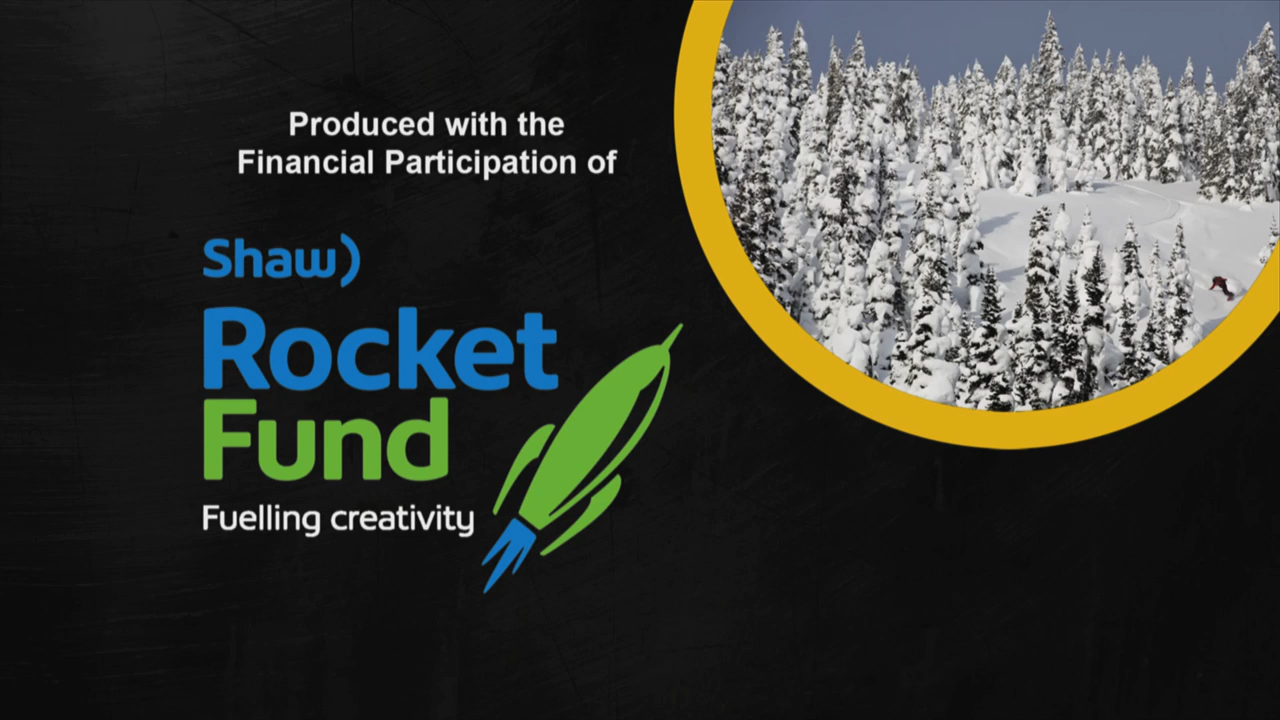 Produced with the
Financial Participation of
Shaw)
Rocket
Fund
Fuelling creativity